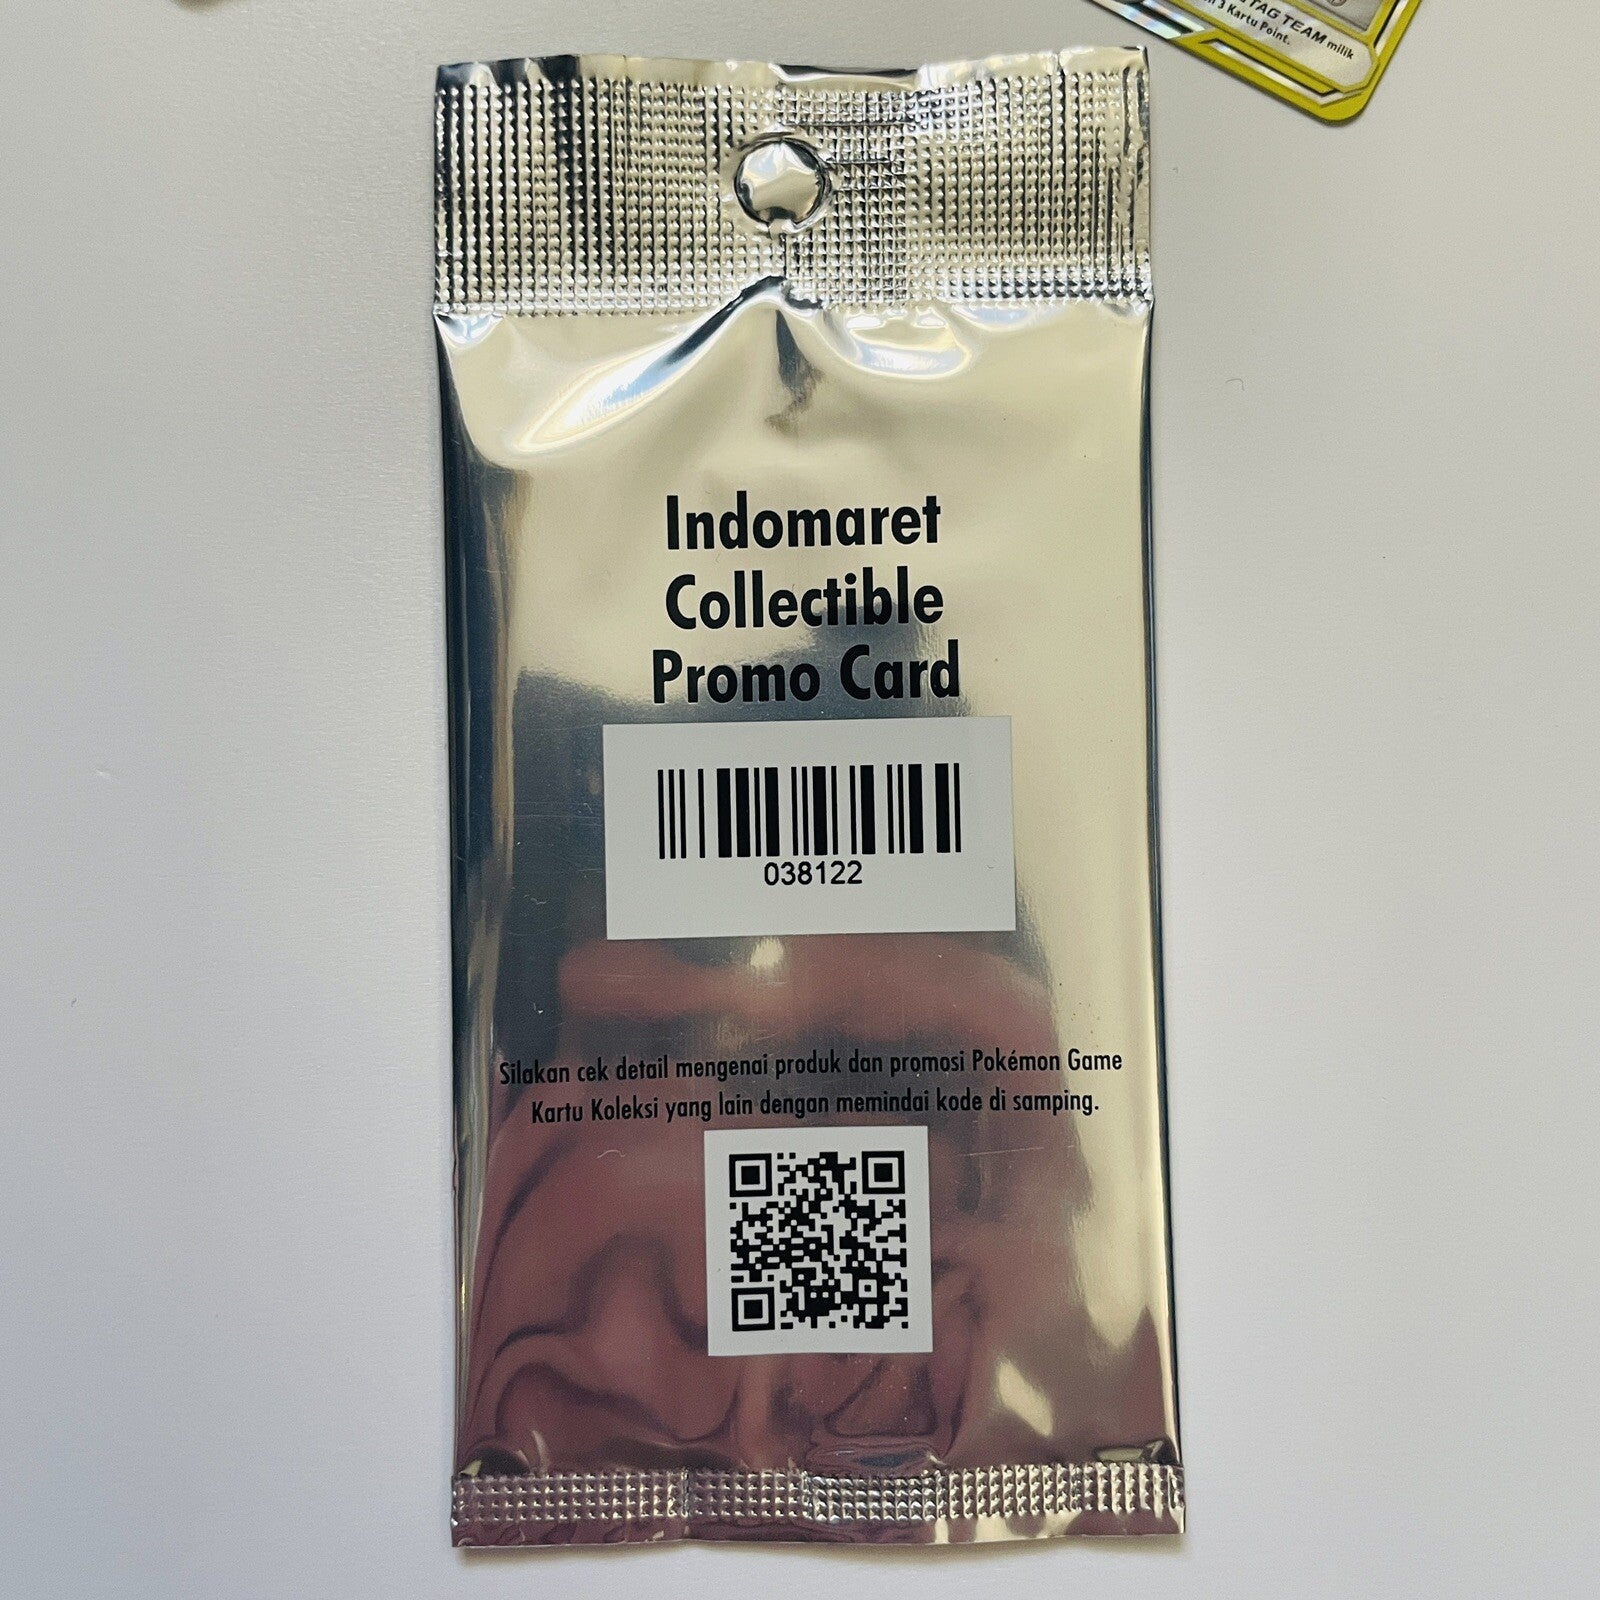 TAG TEAM milik
3 Kartu Point.
Indomaret
Collectible
Promo Card
038122
Silakan cek detail mengenai produk dan promosi Pokémon Game
Kartu Koleksi yang lain dengan memindai kode di samping.